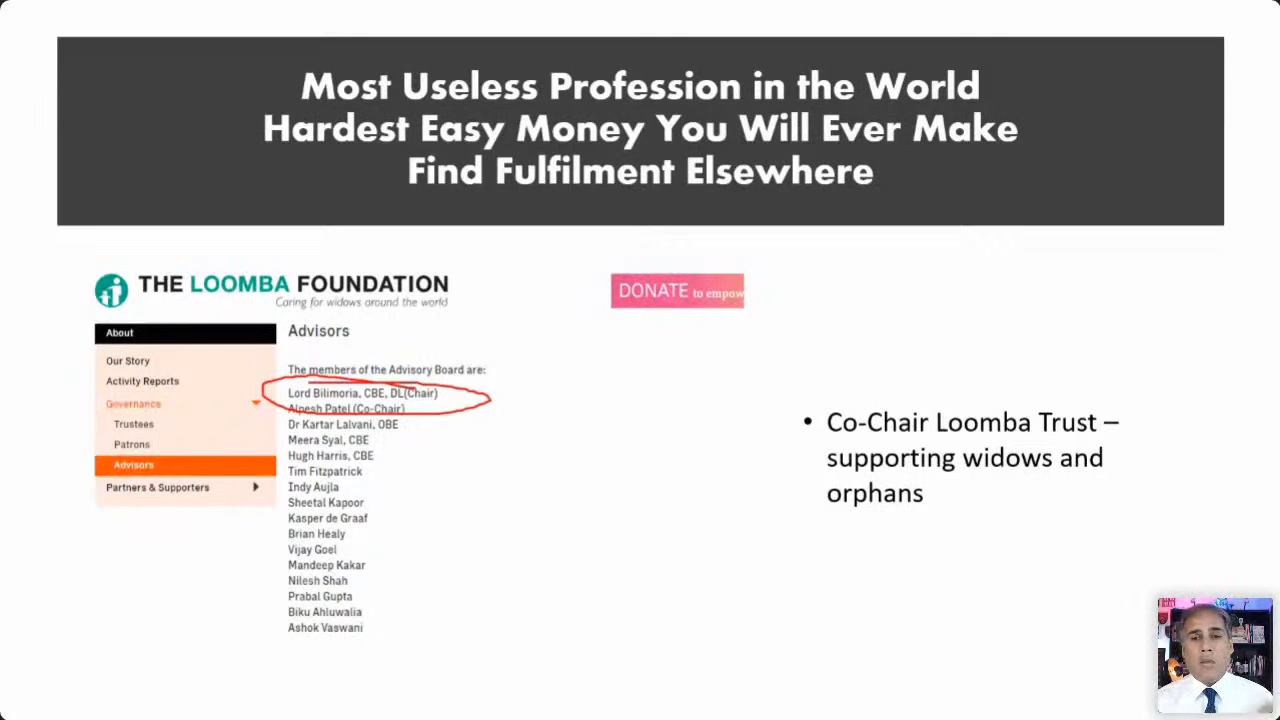 Most Useless Profession in the World
Hardest Easy Money You Will Ever Make
Find Fulfilment Elsewhere
THE LOOMBA FOUNDATION
Caring for widows around the world
DONATE to empow
About
Our Story
Activity Reports
Governance
Trustees
Patrons
Advisors
Partners & Supporters
Advisors
The members of the Advisory Board are:
Lord Bilimoria, CBE, DL(Chair)
Alpesh Patel (Co-Chair)
Dr Kartar Lalvani, OBE
Meera Syal, CBE
Hugh Harris, CBE
Tim Fitzpatrick
Indy Aujla
Sheetal Kapoor
Kasper de Graaf
Brian Healy
Vijay Goel
Mandeep Kakar
Nilesh Shah
Prabal Gupta
Biku Ahluwalia
Ashok Vaswani
• Co-Chair Loomba Trust –
supporting widows and
orphans